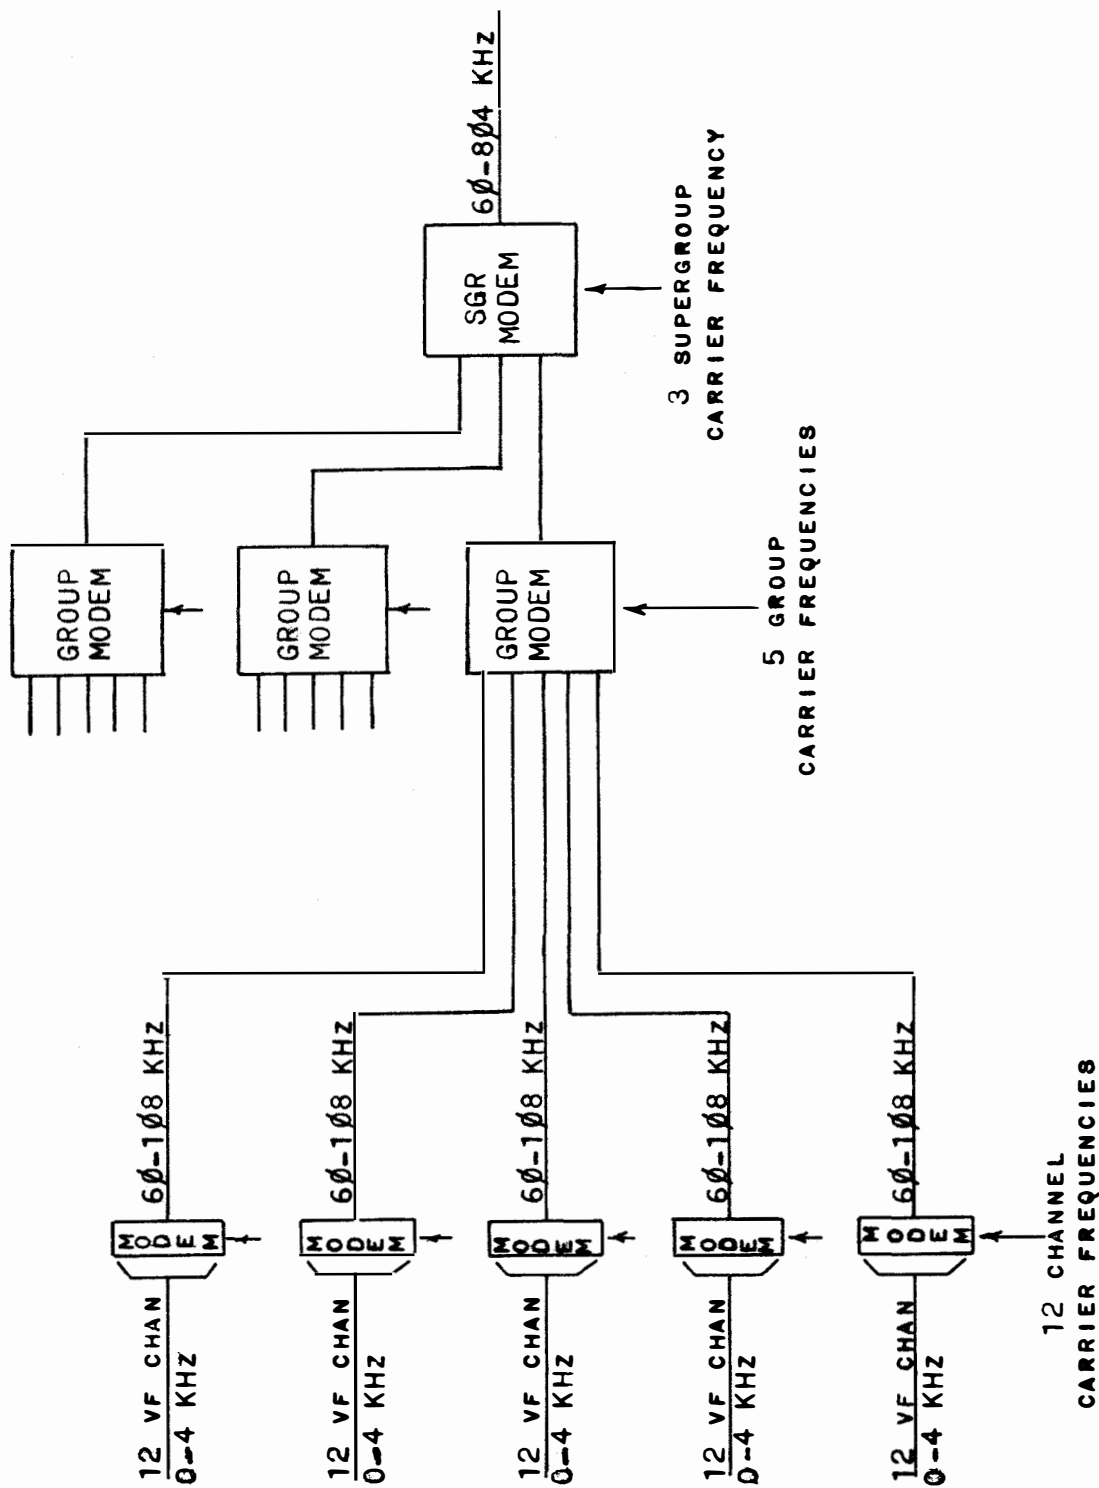 12 VF CHAN
0-4 KHz
MODEM
60-108 KHz
12 VF CHAN
0-4 KHz
MODEM
60-108 KHz
12 VF CHAN
0-4 KHz
MODEM
60-108 KHz
12 VF CHAN
0-4 KHz
MODEM
60-108 KHz
12 VF CHAN
0-4 KHz
MODEM
60-108 KHz
12 CHANNEL
CARRIER FREQUENCIES
GROUP
MODEM
GROUP
MODEM
GROUP
MODEM
5 GROUP
CARRIER FREQUENCIES
SGR
MODEM
60-804 KHz
3 SUPERGROUP
CARRIER FREQUENCY